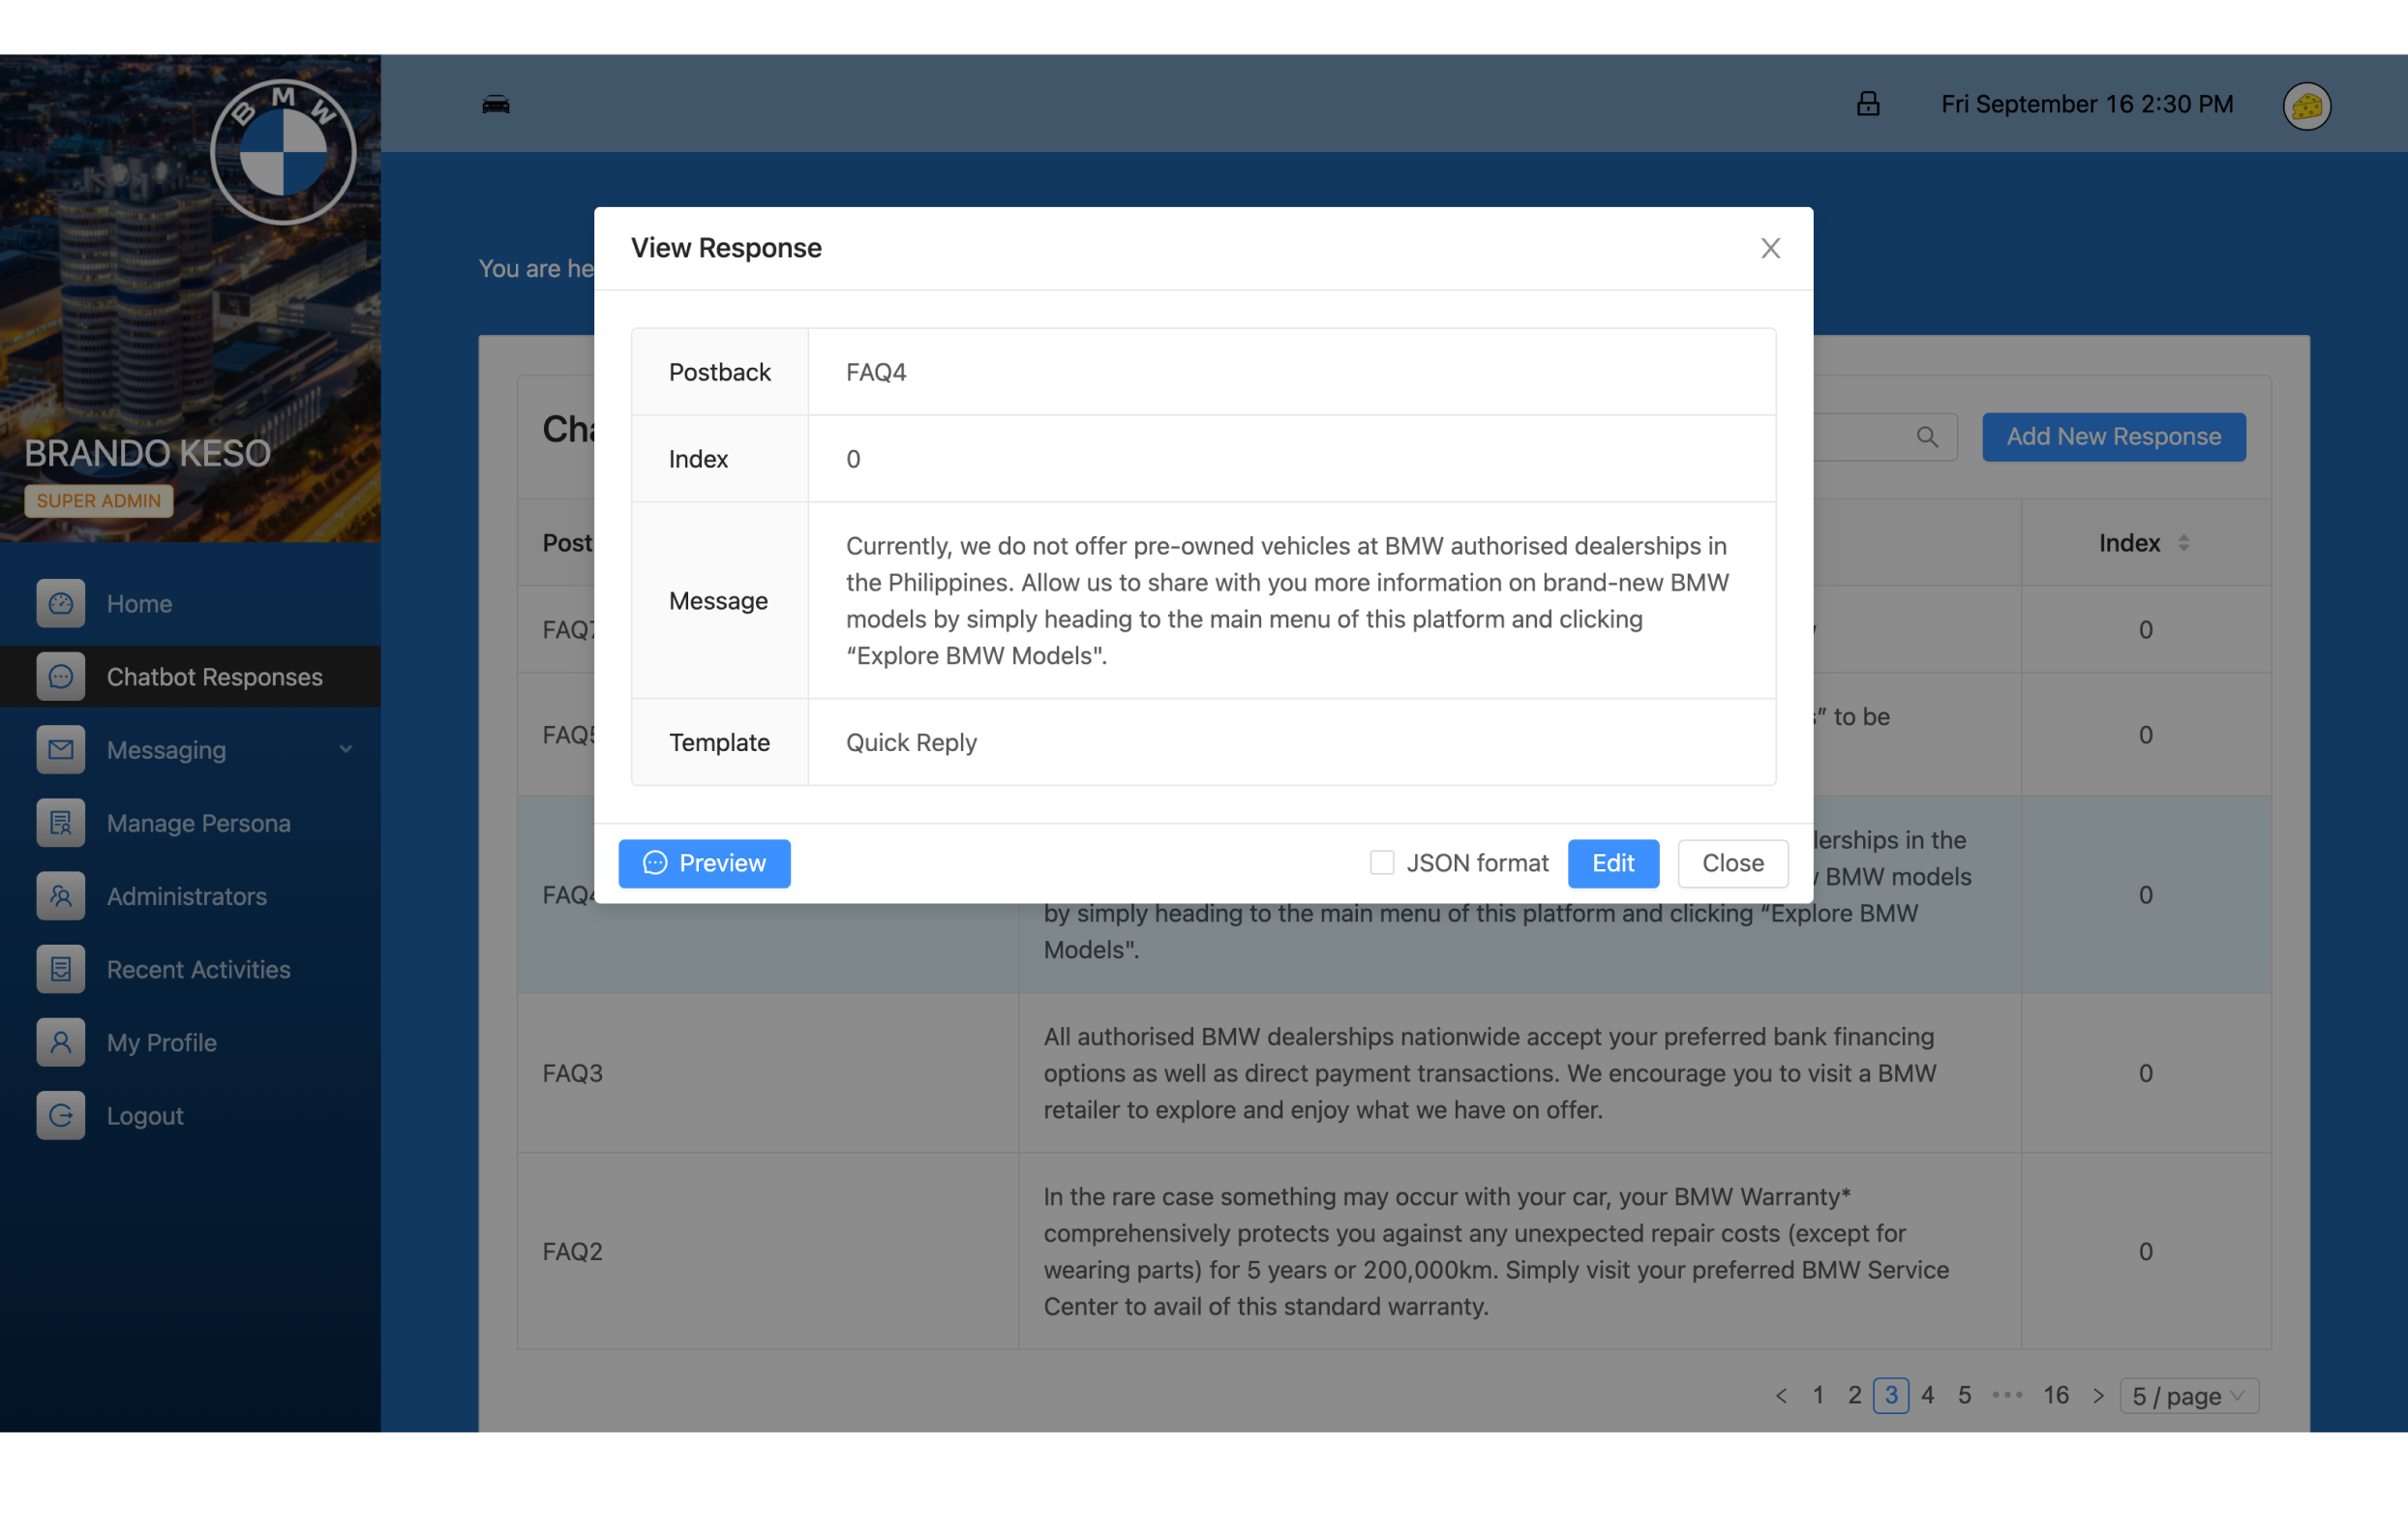 B M W
Fri September 16 2:30 PM
BRANDO KESO
SUPER ADMIN
Home
Chatbot Responses
Messaging
Manage Persona
Administrators
Recent Activities
My Profile
Logout
You are
View Response
Postback FAQ4
Index 0
Message
Currently, we do not offer pre-owned vehicles at BMW authorised dealerships in
the Philippines. Allow us to share with you more information on brand-new BMW
models by simply heading to the main menu of this platform and clicking
“Explore BMW Models".
Template Quick Reply
Preview
JSON format
Edit
Close
Add New Response
Post
Index
FAQ7 0
” to be
FAQ5 0
in the
BMW models
FAQ4 0
by simply heading to the main menu of this platform and clicking “Explore BMW
Models".
All authorised BMW dealerships nationwide accept your preferred bank financing
FAQ3 options as well as direct payment transactions. We encourage you to visit a BMW 0
retailer to explore and enjoy what we have on offer.
In the rare case something may occur with your car, your BMW Warranty*
comprehensively protects you against any unexpected repair costs (except for
FAQ2 0
wearing parts) for 5 years or 200,000km. Simply visit your preferred BMW Service
Center to avail of this standard warranty.
< 1 2 3 4 5 ••• 16 > 5 / page